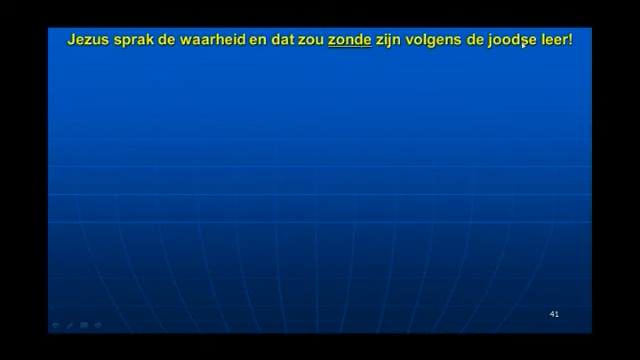 Jezus sprak de waarheid en dat zou zonde zijn volgens de joodse leer!
41